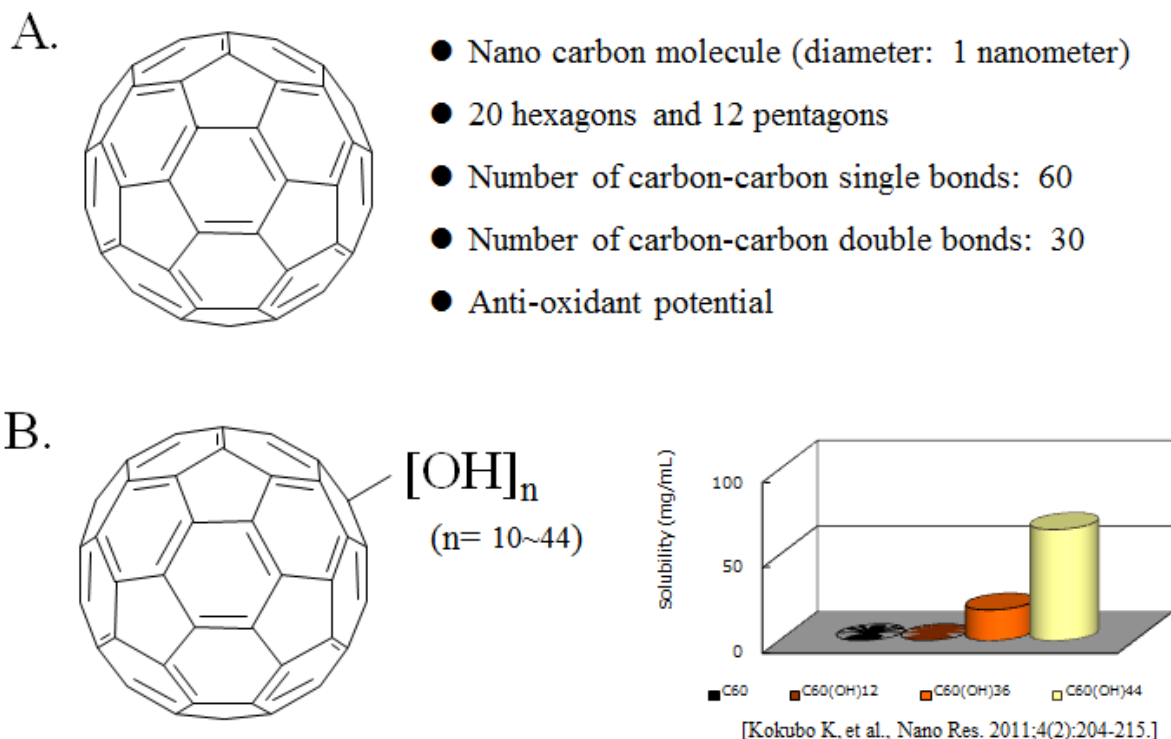 A.
● Nano carbon molecule (diameter: 1 nanometer)
● 20 hexagons and 12 pentagons
● Number of carbon-carbon single bonds: 60
● Number of carbon-carbon double bonds: 30
● Anti-oxidant potential
B.
[OH]n
(n= 10~44)
Solubility (mg/mL)
100
50
0
C60 C60(OH)12 C60(OH)36 C60(OH)44
[Kokubo K, et al., Nano Res. 2011;4(2):204-215.]